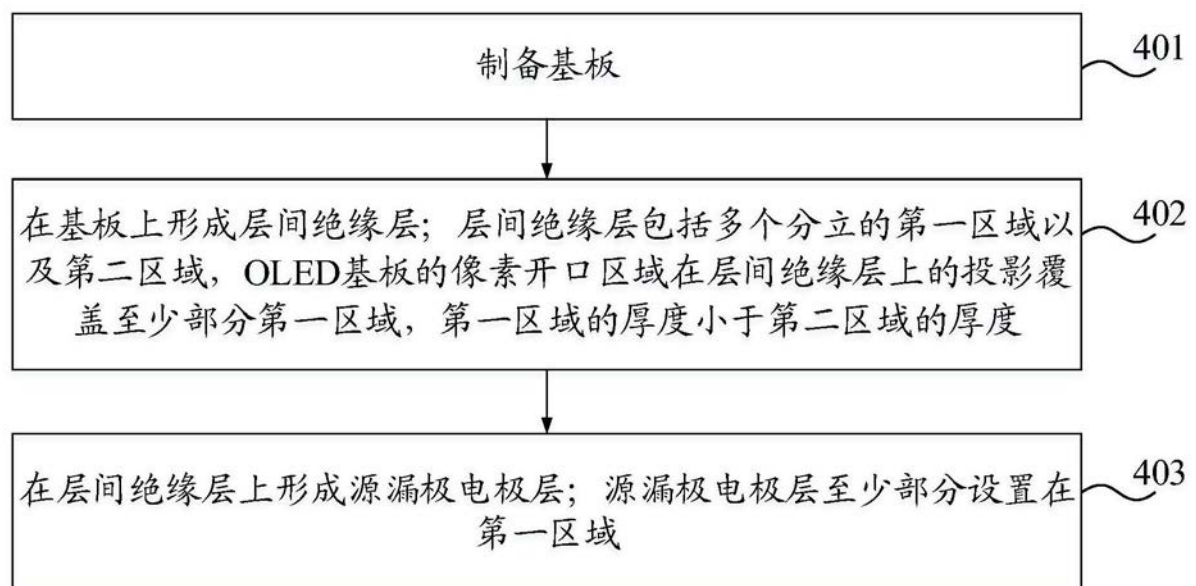 制备基板
401
在基板上形成层间绝缘层；层间绝缘层包括多个分立的第一区域以
及第二区域，OLED基板的像素开口区域在层间绝缘层上的投影覆
盖至少部分第一区域，第一区域的厚度小于第二区域的厚度
402
在层间绝缘层上形成源漏极电极层；源漏极电极层至少部分设置在
第一区域
403